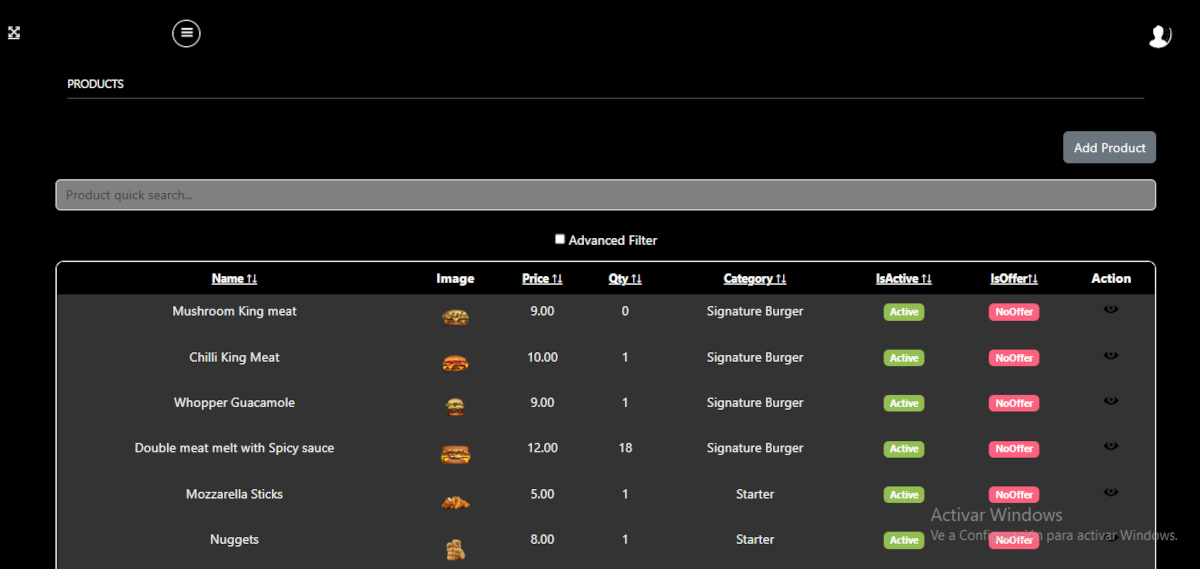 PRODUCTS
Add Product
Product quick search...
Advanced Filter
Name ↑↓ Image Price ↑↓ Qty ↑↓ Category ↑↓ IsActive ↑↓ IsOffer↑↓ Action
Mushroom King meat 9.00 0 Signature Burger Active NoOffer
Chilli King Meat 10.00 1 Signature Burger Active NoOffer
Whopper Guacamole 9.00 1 Signature Burger Active NoOffer
Double meat melt with Spicy sauce 12.00 18 Signature Burger Active NoOffer
Mozzarella Sticks 5.00 1 Starter Active NoOffer
Activar Windows
Nuggets 8.00 1 Starter Active NoOffer
Ve a para activar Windows.